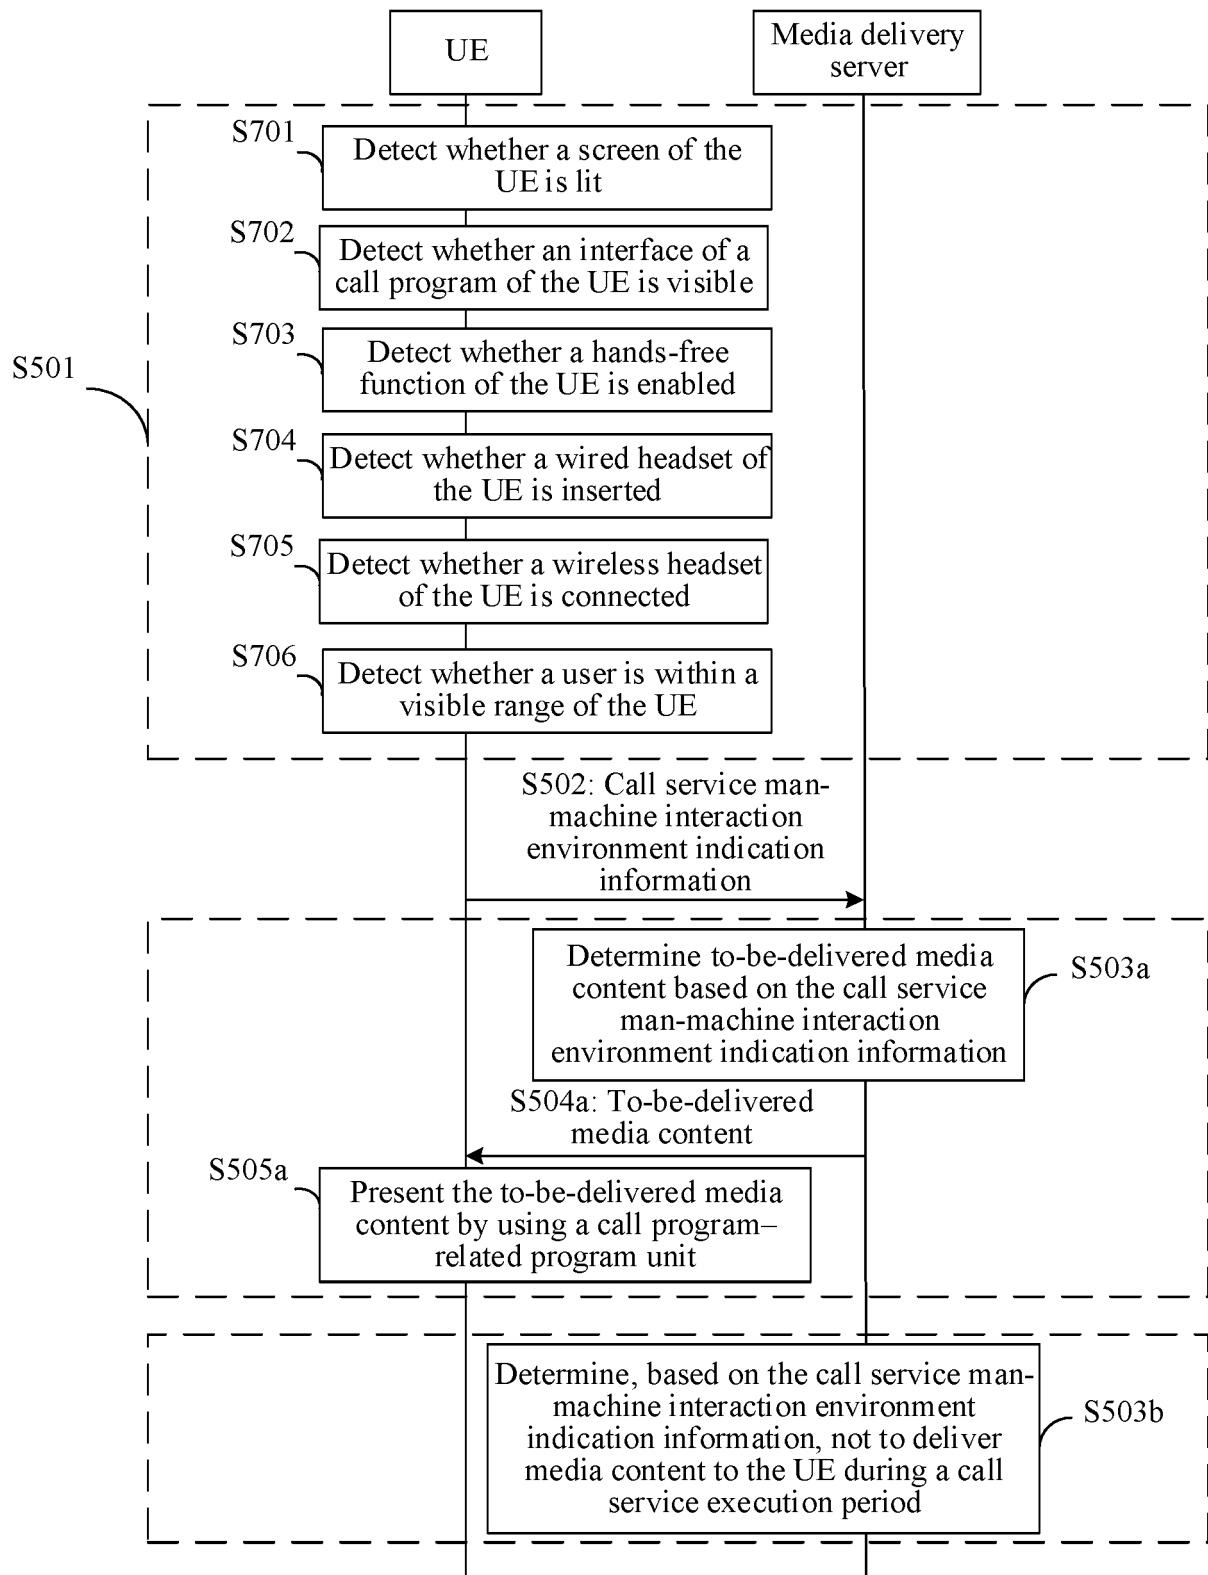 UE
Media delivery
server
S701
Detect whether a screen of the
UE is lit
S702
Detect whether an interface of a
call program of the UE is visible
S703
Detect whether a hands-free
function of the UE is enabled
S501
S704
Detect whether a wired headset of
the UE is inserted
S705
Detect whether a wireless headset
of the UE is connected
S706
Detect whether a user is within a
visible range of the UE
S502: Call service man-
machine interaction
environment indication
information
Determine to-be-delivered media
content based on the call service
man-machine interaction
environment indication information
S503a
S504a: To-be-delivered
media content
S505a
Present the to-be-delivered media
content by using a call program–
related program unit
Determine, based on the call service man-
machine interaction environment
indication information, not to deliver
media content to the UE during a call
service execution period
S503b